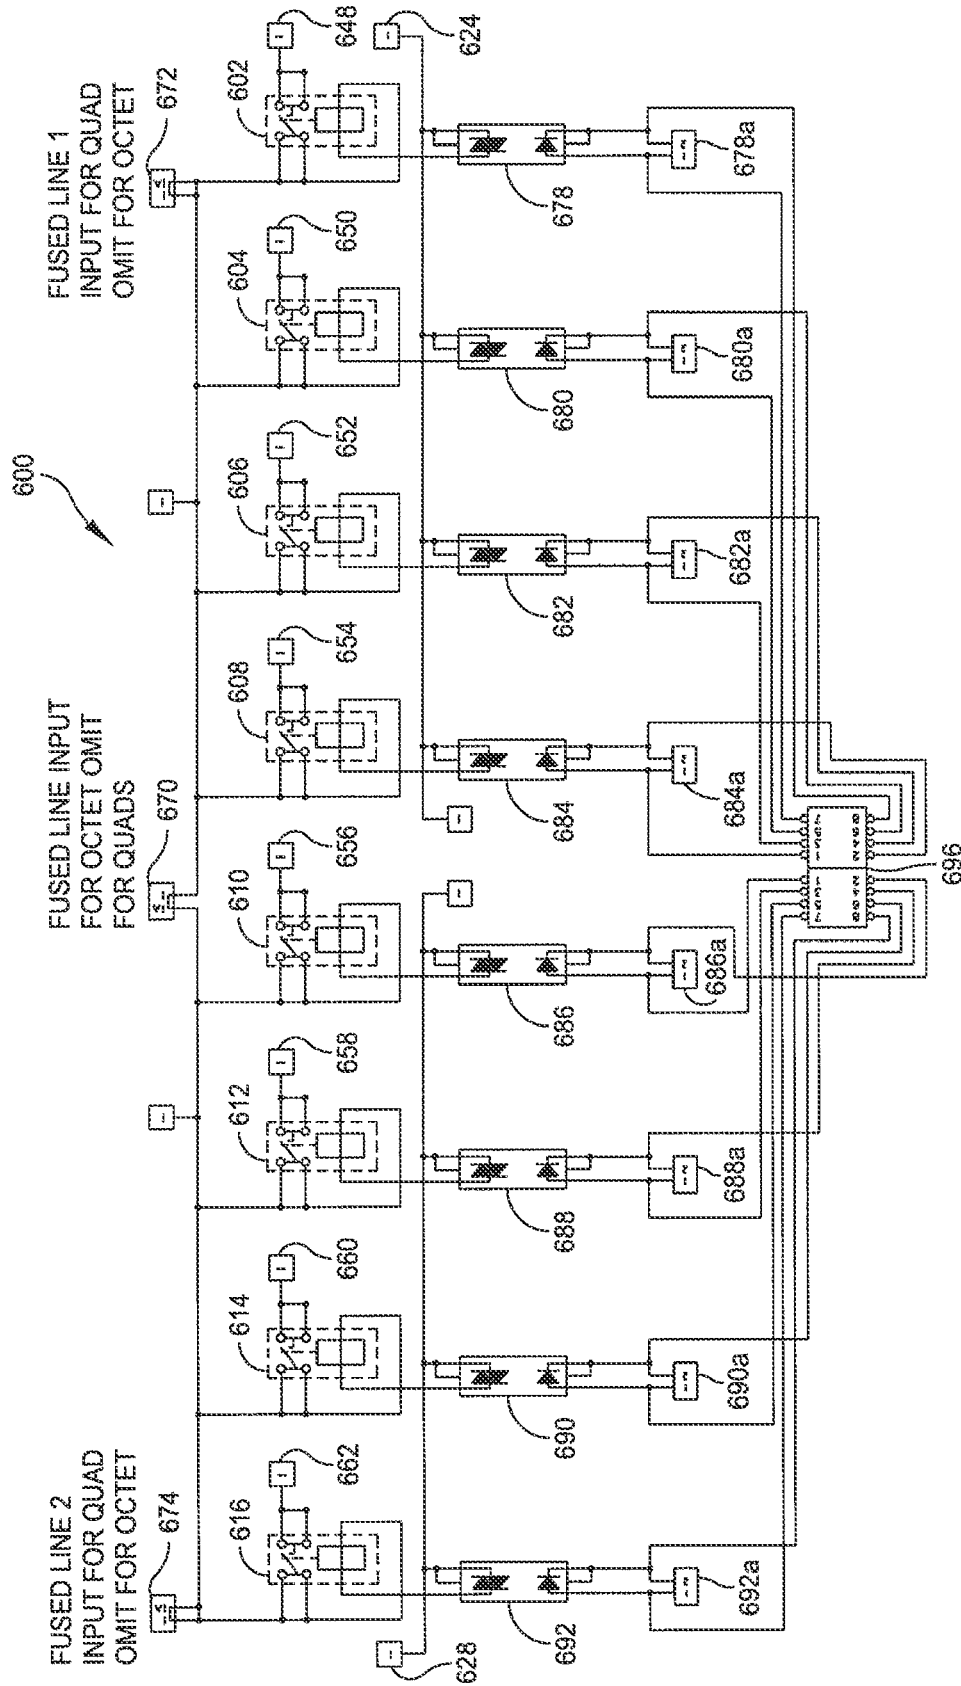 600
FUSED LINE 2
INPUT FOR QUAD
OMIT FOR OCTET
674
FUSED LINE INPUT
FOR OCTET OMIT
FOR QUADS
670
FUSED LINE 1
INPUT FOR QUAD
OMIT FOR OCTET
672
616
614
612
610
608
606
604
602
662
660
658
656
654
652
650
648
628
624
692
690
688
686
684
682
680
678
692a
690a
688a
686a
684a
682a
680a
678a
696